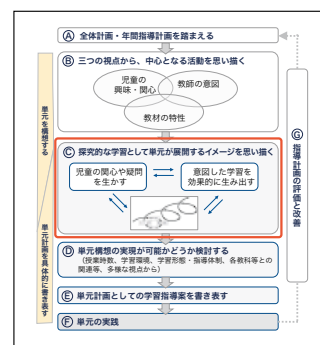 Ⓐ 全体計画・年間指導計画を踏まえる
Ⓑ 三つの視点から、中心となる活動を思い描く
児童の
興味・関心
教師の意図
教材の特性
Ⓒ 探究的な学習として単元が展開するイメージを思い描く
児童の関心や疑問
を生かす
意図した学習を
効果的に生み出す
Ⓓ 単元構想の実現が可能かどうか検討する
（授業時数、学習環境、学習形態・指導体制、各教科等との
関連等、多様な視点から）
Ⓔ 単元計画としての学習指導案を書き表す
Ⓕ 単元の実践
単元を構想する
単元計画を具体的に書き表す
Ⓖ 指導計画の評価と改善